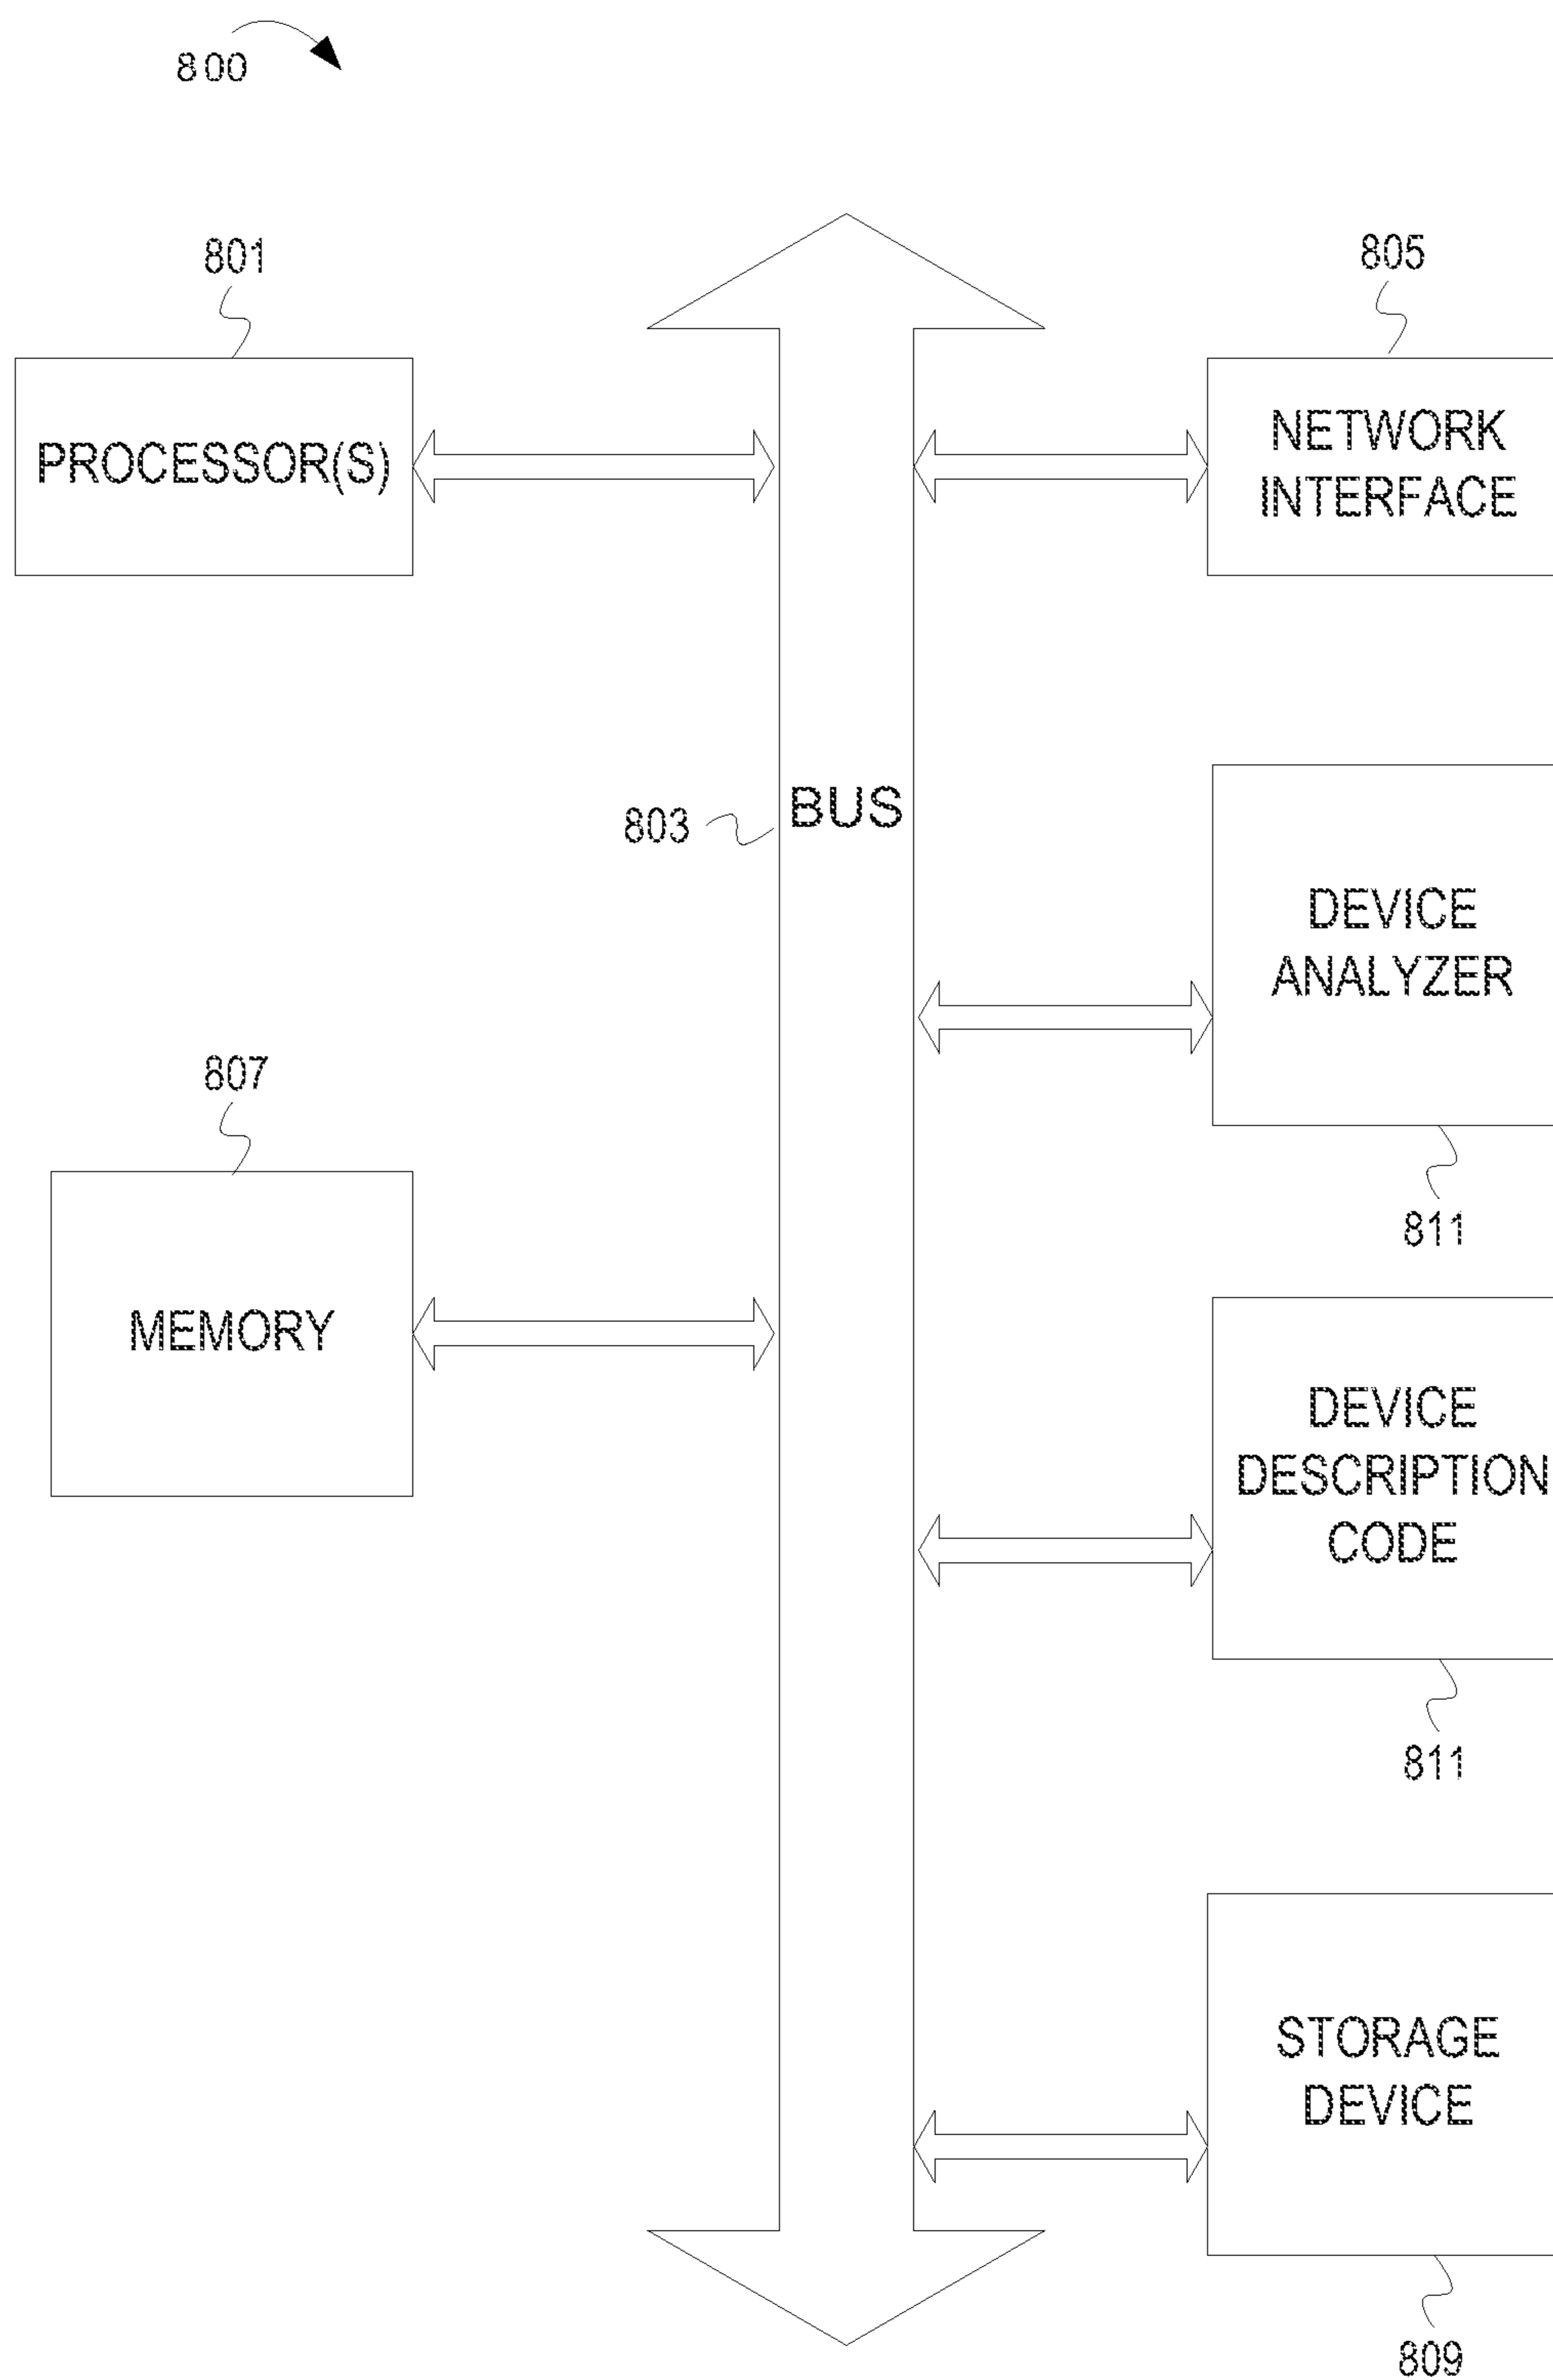 800
801
PROCESSOR(S)
805
NETWORK
INTERFACE
803
BUS
DEVICE
ANALYZER
811
807
MEMORY
DEVICE
DESCRIPTION
CODE
811
STORAGE
DEVICE
809